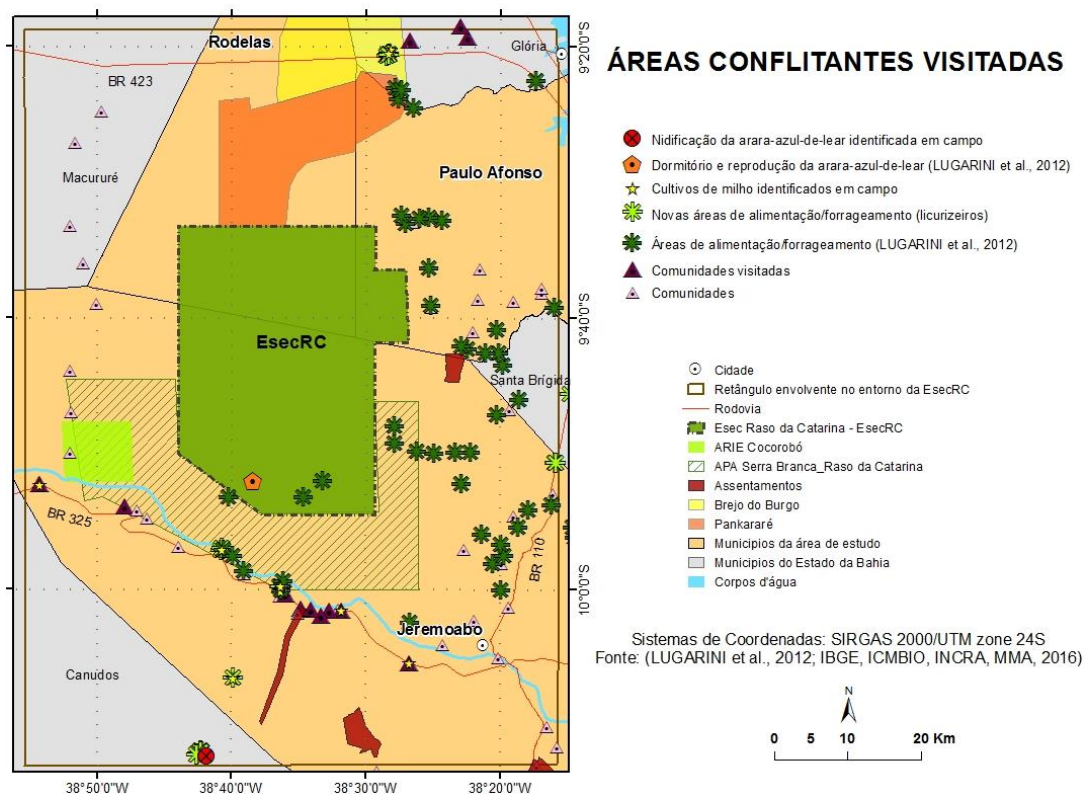 ÁREAS CONFLITANTES VISITADAS
Nidificação da arara-azul-de-lear identificada em campo
Dormitório e reprodução da arara-azul-de-lear (LUGARINI et al., 2012)
Cultivos de milho identificados em campo
Novas áreas de alimentação/forrageamento (licurizeiros)
Áreas de alimentação/forrageamento (LUGARINI et al., 2012)
Comunidades visitadas
Comunidades
Cidade
Retângulo envolvente no entorno da EsecRC
Rodovia
Esec Raso da Catarina - EsecRC
ARIE Cocorobó
APA Serra Branca_Raso da Catarina
Assentamentos
Brejo do Burgo
Pankararé
Municipios da área de estudo
Municipios do Estado da Bahia
Corpos d'água
Sistemas de Coordenadas: SIRGAS 2000/UTM zone 24S
Fonte: (LUGARINI et al., 2012; IBGE, ICMBIO, INCRA, MMA, 2016)
N
0 10 20 Km
Rodelas
Glória
BR 423
Macururé
Paulo Afonso
EsecRC
Santa Brígida
BR 325
BR 110
Jeremoabo
Canudos
9°20'0"S
9°40'0"S
10°0'0"S
38°50'0"W
38°40'0"W
38°30'0"W
38°20'0"W